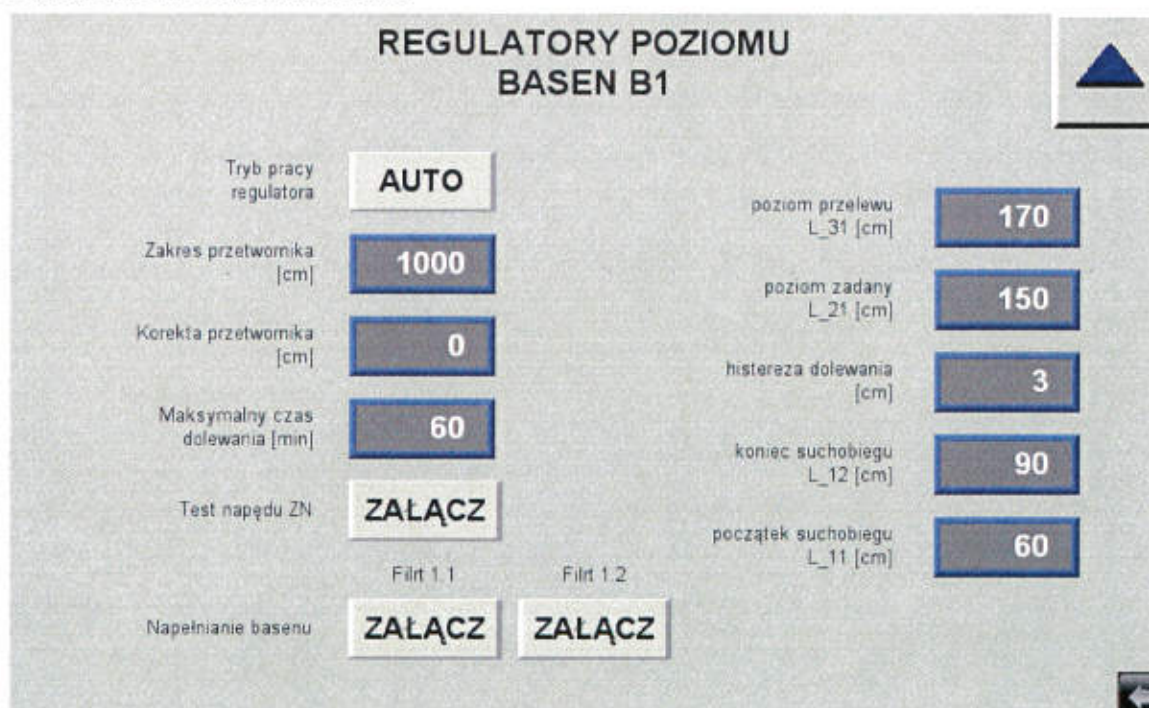 REGULATORY POZIOMU
BASEN B1
Tryb pracy
regulatora
AUTO
Zakres przetwornika
[cm]
1000
Korekta przetwornika
[cm]
0
Maksymalny czas
dolewania [min]
60
Test napędu ZN
ZAŁĄCZ
Filrt 1.1
Filrt 1.2
Napełnianie basenu
ZAŁĄCZ
ZAŁĄCZ
poziom przelewu
L_31 [cm]
170
poziom zadany
L_21 [cm]
150
histereza dolewania
[cm]
3
koniec suchobiegu
L_12 [cm]
90
początek suchobiegu
L_11 [cm]
60